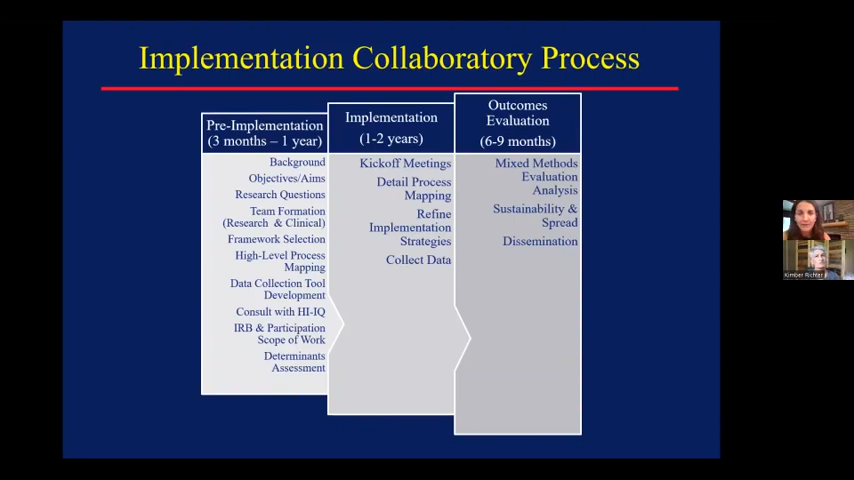 Implementation Collaboratory Process
Pre-Implementation
(3 months – 1 year)
Background
Objectives/Aims
Research Questions
Team Formation
(Research & Clinical)
Framework Selection
High-Level Process
Mapping
Data Collection Tool
Development
Consult with HI-IQ
IRB & Participation
Scope of Work
Determinants
Assessment
Implementation
(1-2 years)
Kickoff Meetings
Detail Process
Mapping
Refine
Implementation
Strategies
Collect Data
Outcomes
Evaluation
(6-9 months)
Mixed Methods
Evaluation
Analysis
Sustainability &
Spread
Dissemination
Kimber Richter